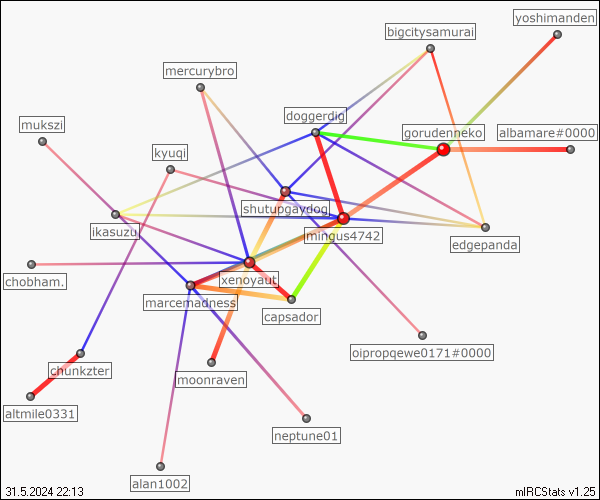 yoshimanden
bigcitysamurai
mercurybro
doggerdig
mukszi
gorudenneko
albamare#0000
kyuqi
shutupgaydog
ikasuzu
mingus4742
edgepanda
chobham.
xenoyaut
marcemadness
capsador
oipropqewe0171#0000
chunkzter
moonraven
altmile0331
neptune01
alan1002
31.5.2024 22:13
mIRCStats v1.25